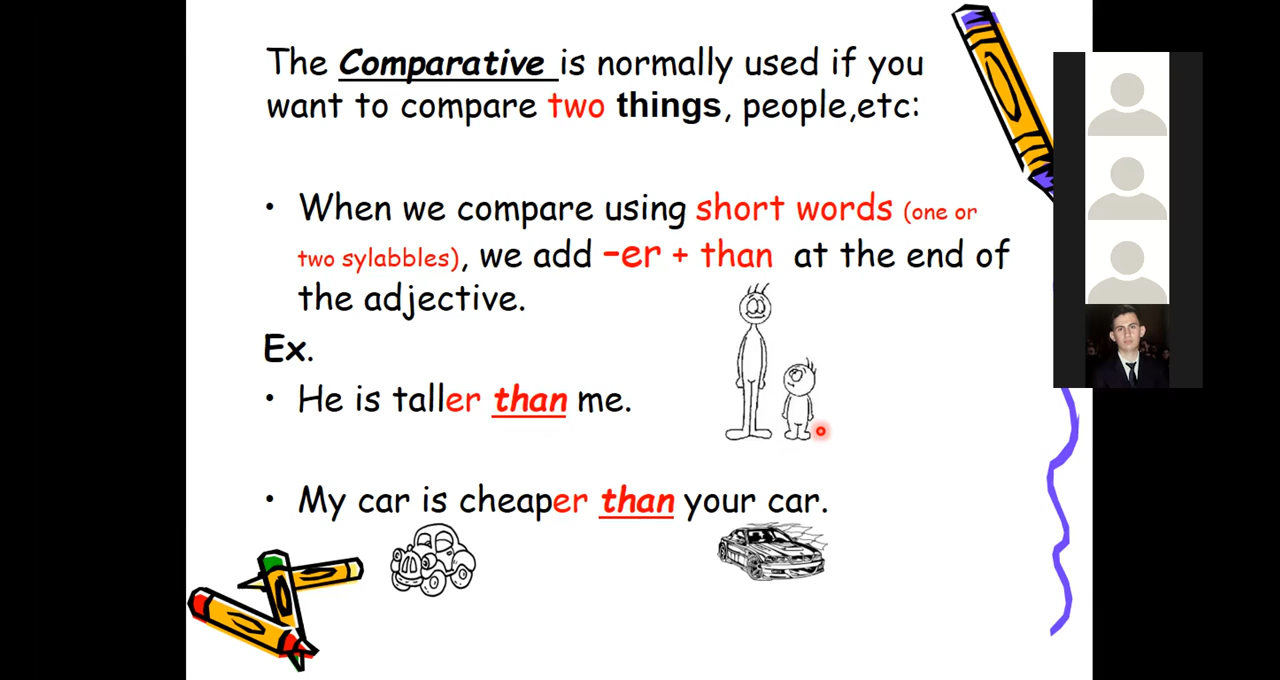 The Comparative is normally used if you
want to compare two things, people,etc:
• When we compare using short words (one or
two sylabbles), we add –er + than at the end of
the adjective.
Ex.
• He is taller than me.
• My car is cheaper than your car.